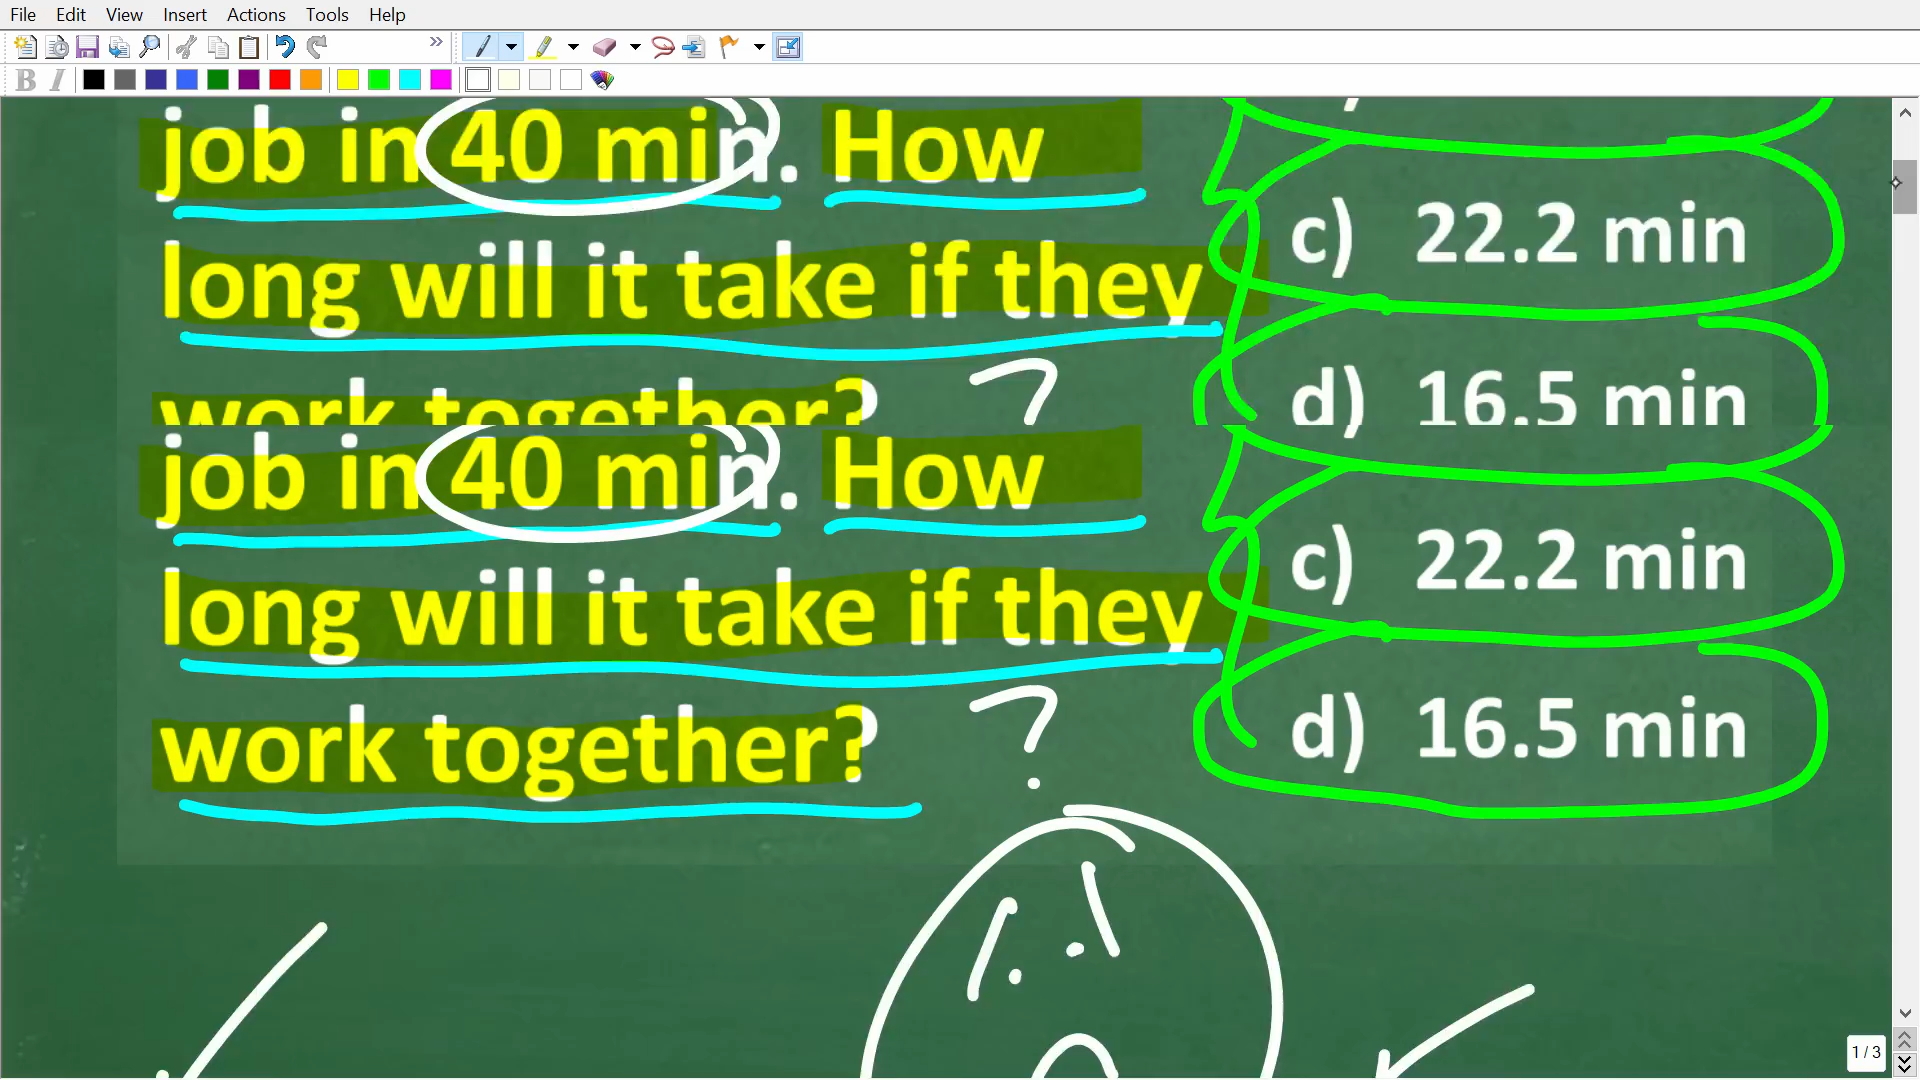 File Edit View Insert Actions Tools Help
B I
job in 40 min. How
long will it take if they
work together? ?
c) 22.2 min
d) 16.5 min
job in 40 min. How
long will it take if they
work together? ?
c) 22.2 min
d) 16.5 min
1 / 3